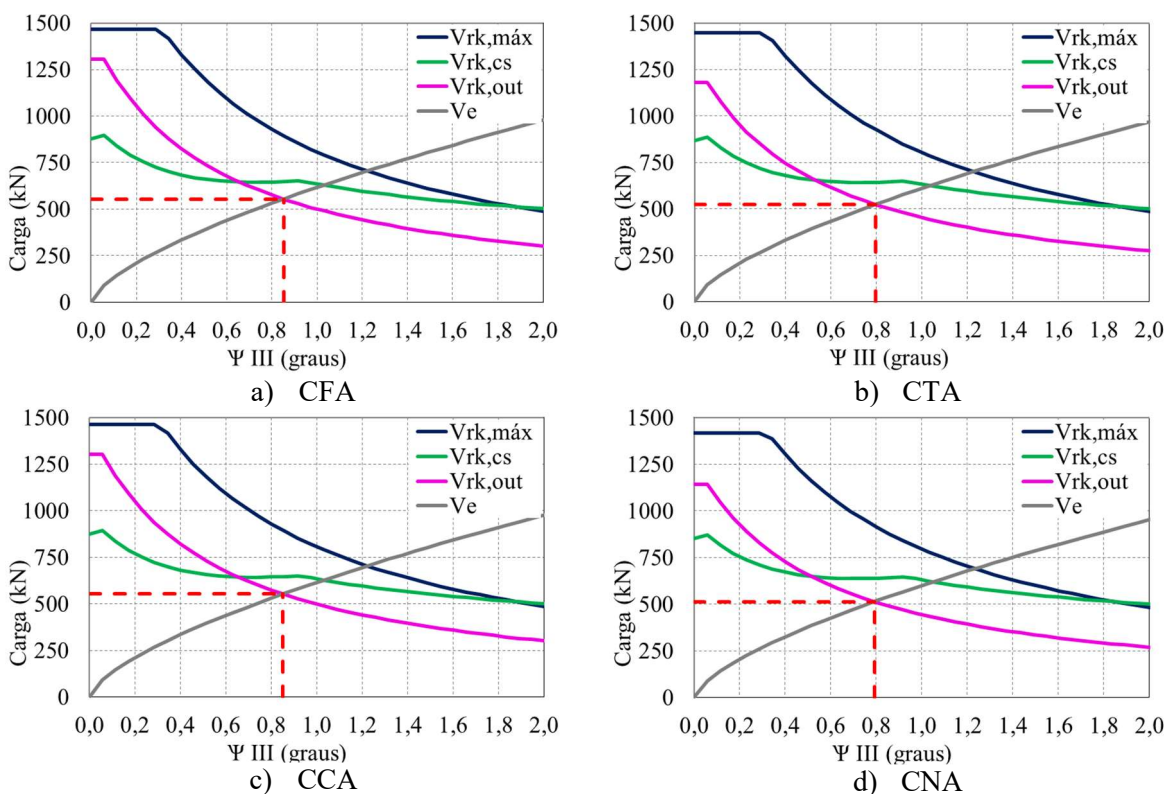 1500
1250
1000
750
500
250
0
Carga (kN)
Vrk,máx
Vrk,cs
Vrk,out
Ve
0,0 0,2 0,4 0,6 0,8 1,0 1,2 1,4 1,6 1,8 2,0
Ψ III (graus)
a) CFA
1500
1250
1000
750
500
250
0
Carga (kN)
Vrk,máx
Vrk,cs
Vrk,out
Ve
0,0 0,2 0,4 0,6 0,8 1,0 1,2 1,4 1,6 1,8 2,0
Ψ III (graus)
b) CTA
1500
1250
1000
750
500
250
0
Carga (kN)
Vrk,máx
Vrk,cs
Vrk,out
Ve
0,0 0,2 0,4 0,6 0,8 1,0 1,2 1,4 1,6 1,8 2,0
Ψ III (graus)
c) CCA
1500
1250
1000
750
500
250
0
Carga (kN)
Vrk,máx
Vrk,cs
Vrk,out
Ve
0,0 0,2 0,4 0,6 0,8 1,0 1,2 1,4 1,6 1,8 2,0
Ψ III (graus)
d) CNA